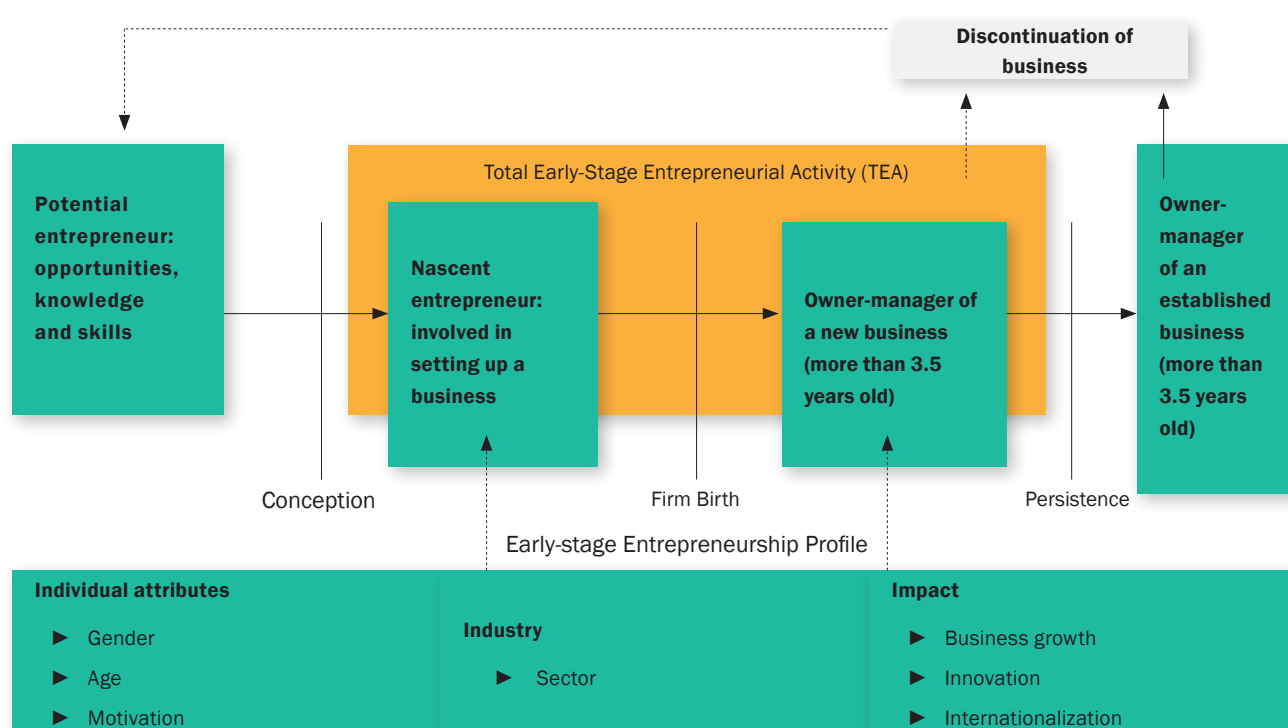 Discontinuation of
business
Total Early-Stage Entrepreneurial Activity (TEA)
Potential
entrepreneur:
opportunities,
knowledge
and skills
Nascent
entrepreneur:
involved in
setting up a
business
Owner-manager of
a new business
(more than 3.5
years old)
Owner-
manager
of an
established
business
(more than
3.5 years
old)
Conception
Firm Birth
Persistence
Early-stage Entrepreneurship Profile
Individual attributes
► Gender
► Age
► Motivation
Industry
► Sector
Impact
► Business growth
► Innovation
► Internationalization